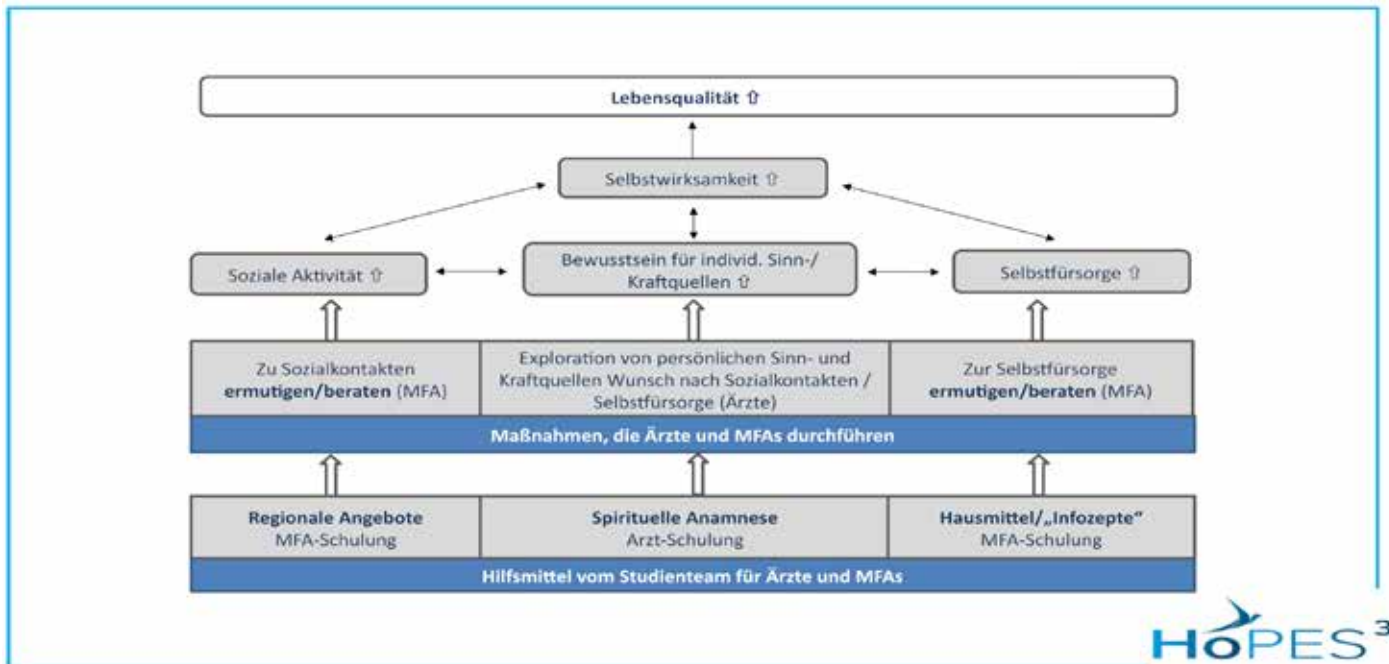 Lebensqualität ⇧
Selbstwirksamkeit ⇧
Soziale Aktivität ⇧
Bewusstsein für individ. Sinn-/
Kraftquellen ⇧
Selbstfürsorge ⇧
Zu Sozialkontakten
ermutigen/beraten (MFA)
Exploration von persönlichen Sinn- und
Kraftquellen Wunsch nach Sozialkontakten /
Selbstfürsorge (Ärzte)
Zur Selbstfürsorge
ermutigen/beraten (MFA)
Maßnahmen, die Ärzte und MFAs durchführen
Regionale Angebote
MFA-Schulung
Spirituelle Anamnese
Arzt-Schulung
Hausmittel/„Infozepte“
MFA-Schulung
Hilfsmittel vom Studienteam für Ärzte und MFAs
HoPES³